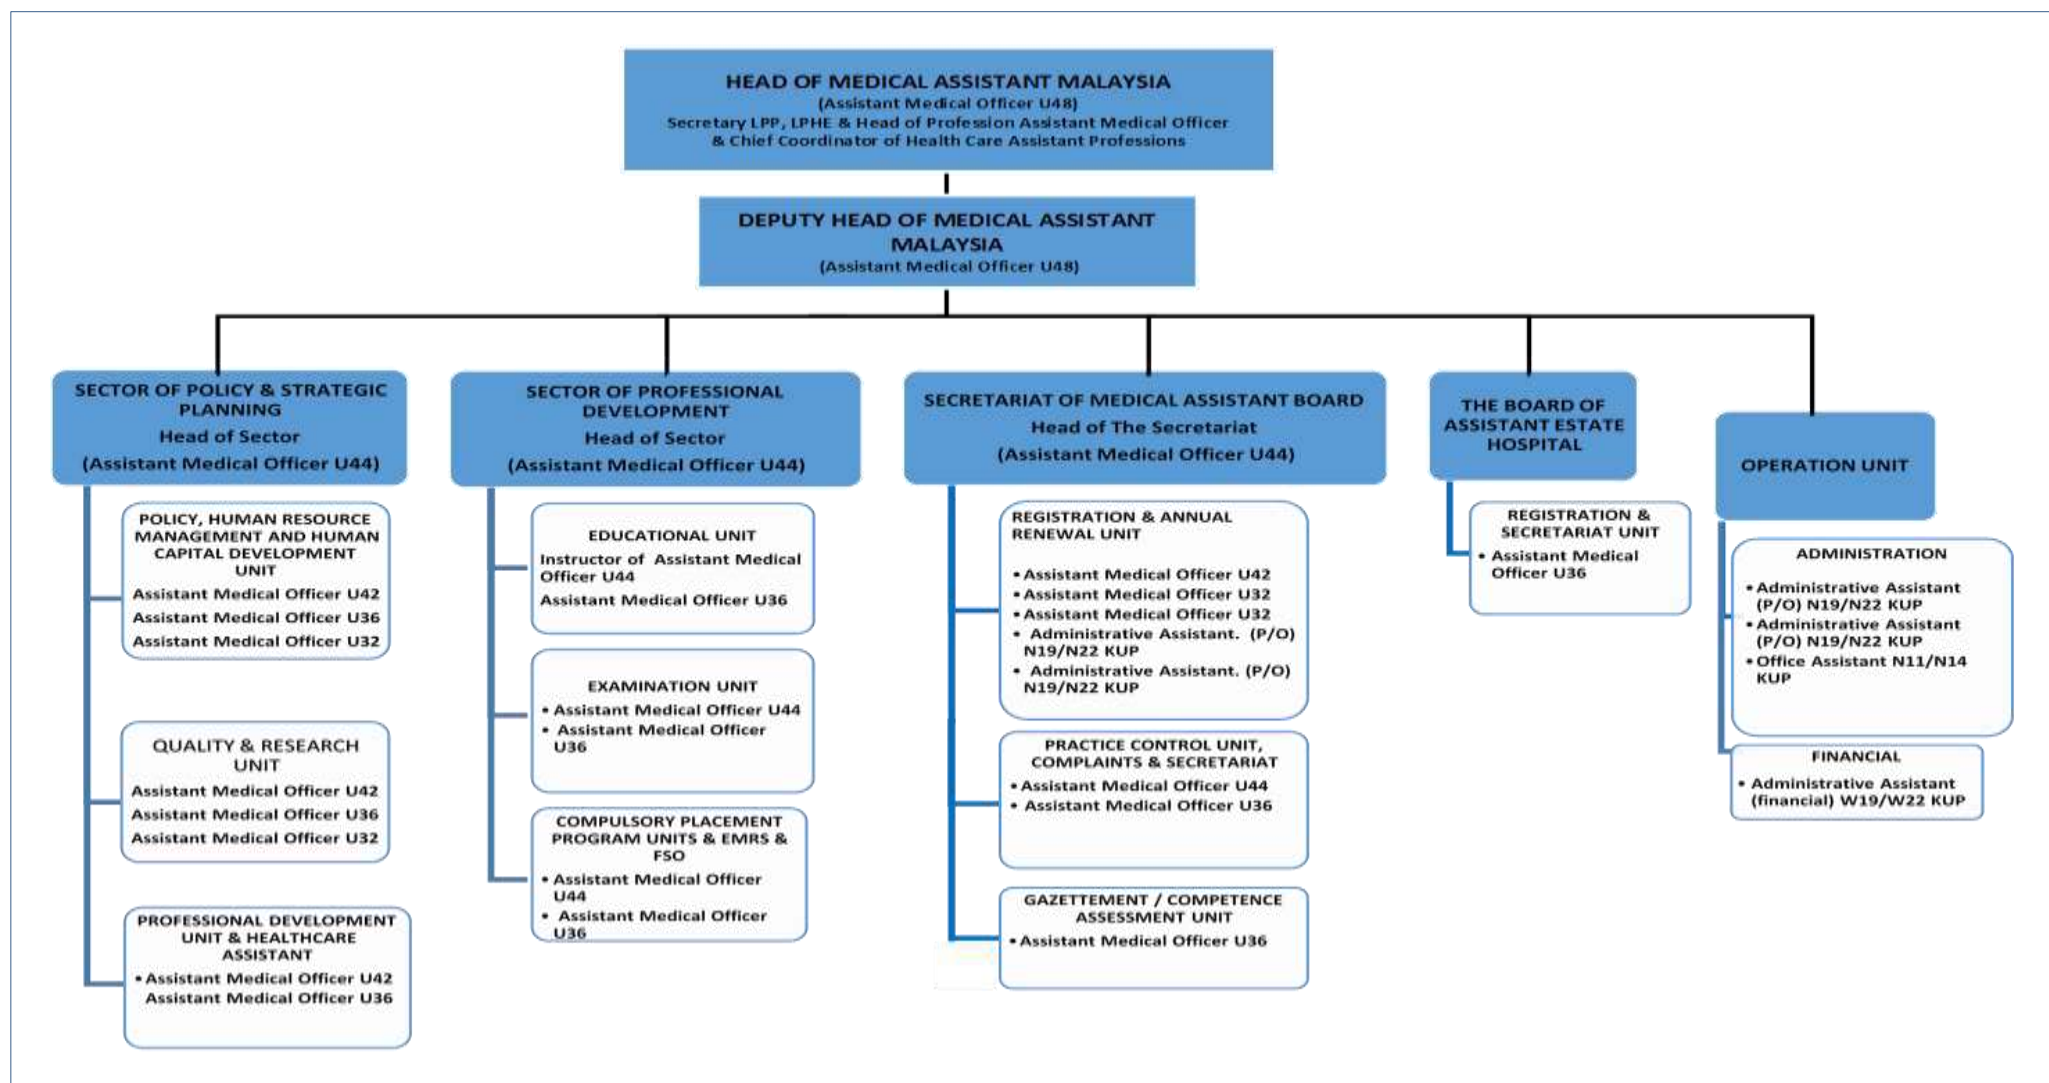 HEAD OF MEDICAL ASSISTANT MALAYSIA
(Assistant Medical Officer U48)
Secretary LPP, LPHE & Head of Profession Assistant Medical Officer
& Chief Coordinator of Health Care Assistant Professions
DEPUTY HEAD OF MEDICAL ASSISTANT
MALAYSIA
(Assistant Medical Officer U48)
SECTOR OF POLICY & STRATEGIC
PLANNING
Head of Sector
(Assistant Medical Officer U44)
POLICY, HUMAN RESOURCE
MANAGEMENT AND HUMAN
CAPITAL DEVELOPMENT
UNIT
Assistant Medical Officer U42
Assistant Medical Officer U36
Assistant Medical Officer U32
QUALITY & RESEARCH
UNIT
Assistant Medical Officer U42
Assistant Medical Officer U36
Assistant Medical Officer U32
PROFESSIONAL DEVELOPMENT
UNIT & HEALTHCARE
ASSISTANT
• Assistant Medical Officer U42
Assistant Medical Officer U36
SECTOR OF PROFESSIONAL
DEVELOPMENT
Head of Sector
(Assistant Medical Officer U44)
EDUCATIONAL UNIT
Instructor of Assistant Medical
Officer U44
Assistant Medical Officer U36
EXAMINATION UNIT
• Assistant Medical Officer U44
• Assistant Medical Officer
U36
COMPULSORY PLACEMENT
PROGRAM UNITS & EMRS &
FSO
• Assistant Medical Officer
U44
• Assistant Medical Officer
U36
SECRETARIAT OF MEDICAL ASSISTANT BOARD
Head of The Secretariat
(Assistant Medical Officer U44)
REGISTRATION & ANNUAL
RENEWAL UNIT
• Assistant Medical Officer U42
• Assistant Medical Officer U32
• Assistant Medical Officer U32
• Administrative Assistant. (P/O)
N19/N22 KUP
• Administrative Assistant. (P/O)
N19/N22 KUP
PRACTICE CONTROL UNIT,
COMPLAINTS & SECRETARIAT
• Assistant Medical Officer U44
• Assistant Medical Officer U36
GAZETTEMENT / COMPETENCE
ASSESSMENT UNIT
• Assistant Medical Officer U36
THE BOARD OF
ASSISTANT ESTATE
HOSPITAL
REGISTRATION &
SECRETARIAT UNIT
• Assistant Medical
Officer U36
OPERATION UNIT
ADMINISTRATION
• Administrative Assistant
(P/O) N19/N22 KUP
• Administrative Assistant
(P/O) N19/N22 KUP
• Office Assistant N11/N14
KUP
FINANCIAL
• Administrative Assistant
(financial) W19/W22 KUP